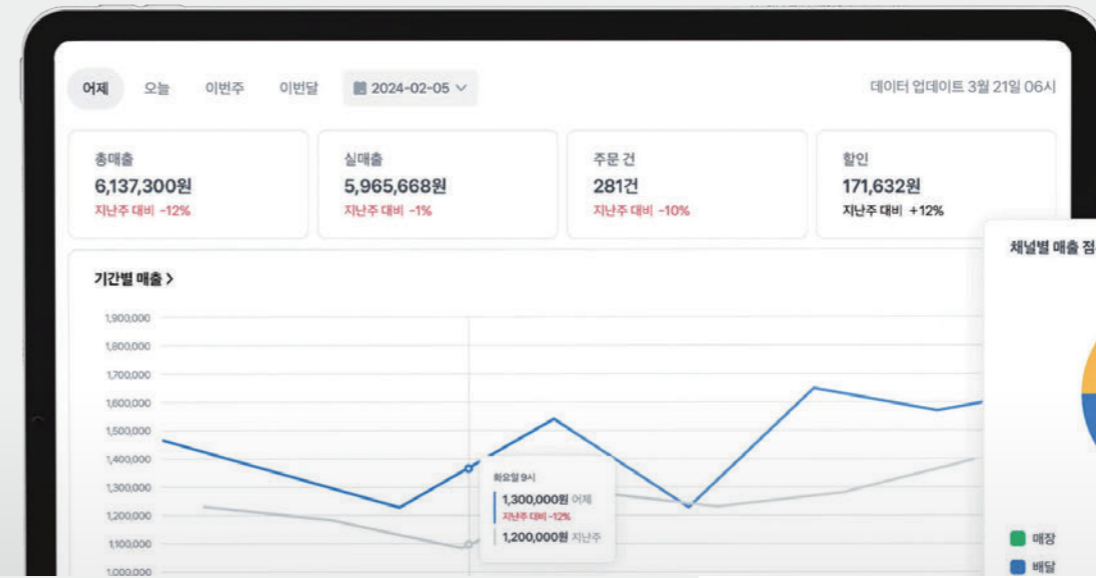 어제 오늘 이번주 이번달 2024-02-05 데이터 업데이트 3월 21일 06시
총매출
6,137,300원
지난주 대비 -12%
실매출
5,965,668원
지난주 대비 -1%
주문 건
281건
지난주 대비 -10%
할인
171,632원
지난주 대비 +12%
기간별 매출
1,900,000
1,800,000
1,700,000
1,600,000
1,500,000
1,400,000
1,300,000
1,200,000
1,100,000
1,000,000
화요일 9시
1,300,000원 어제
지난주 대비 -12%
1,200,000원 지난주
채널별 매출
매장
배달